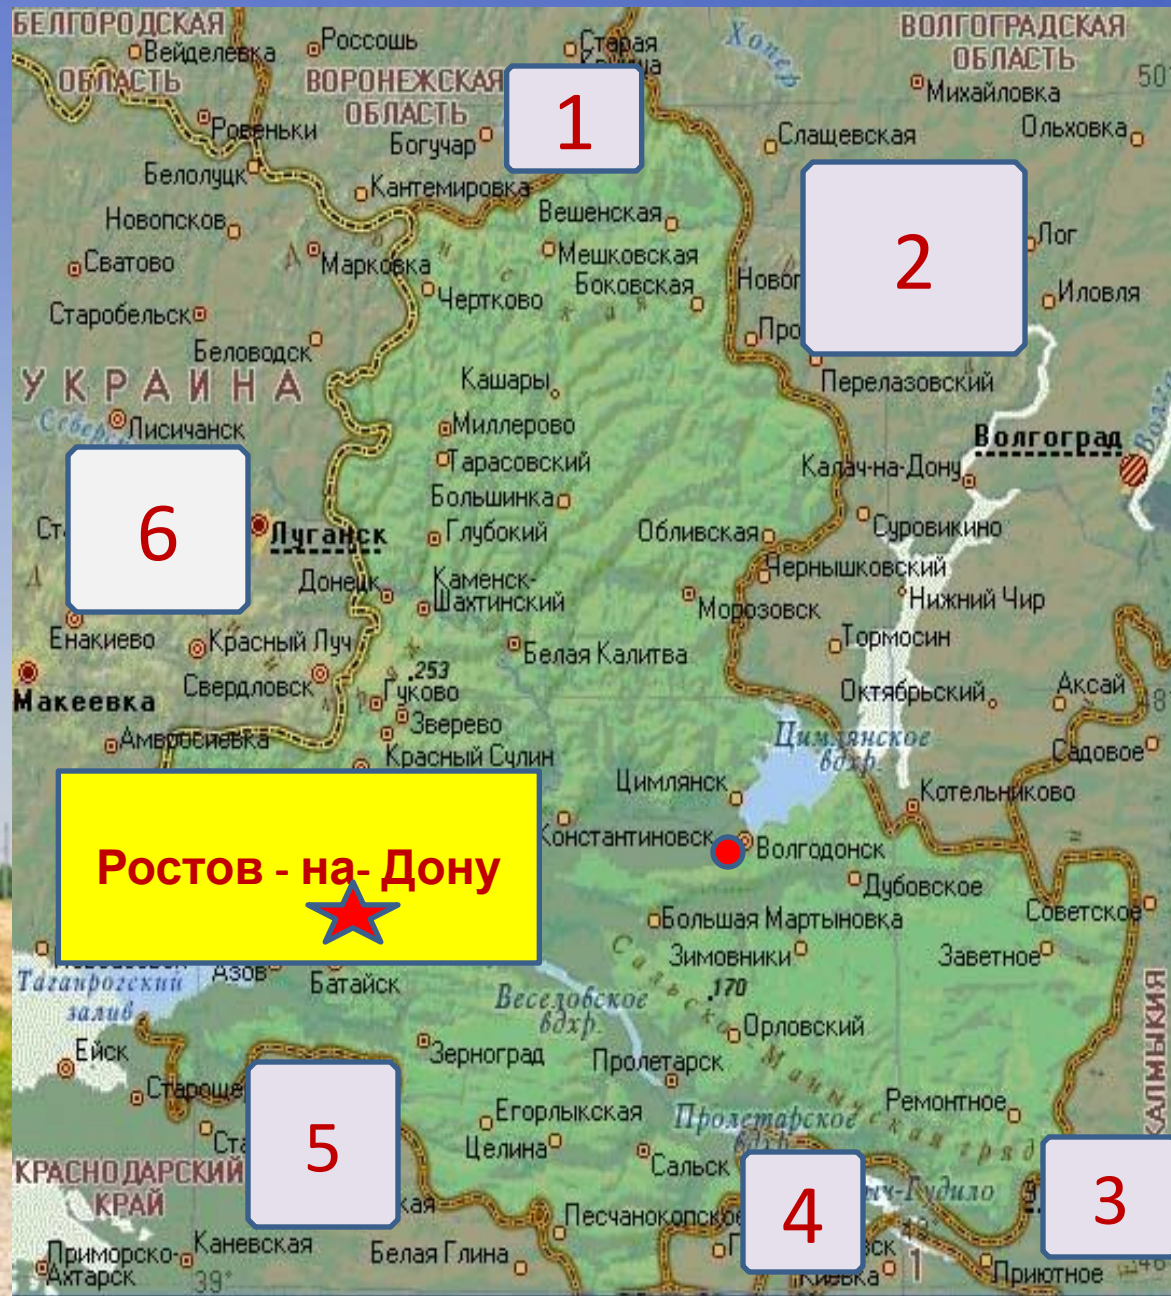 БЕЛГОРОДСКАЯ
ОБЛАСТЬ
Вейделевка
Россошь
Старая
ВОРОНЕЖСКАЯ
ОБЛАСТЬ
Хопер
ВОЛГОГРАДСКАЯ
ОБЛАСТЬ
50°
Михайловка
Ровеньки
Богучар
1
Слащевская
Ольховка
Белолуцк
Кантемировка
Новопсков
Вешенская
Сватово
Марковка
Мешковская
Боковская
2
Лог
Иловля
Чертково
Старобельск
Беловодск
Перелазовский
УКРАИНА
Кашары
Лисичанск
Миллерово
Волгоград
Тарасовский
Калач-на-Дону
Большинка
6
Луганск
Глубокий
Обливская
Суровикино
Чернышковский
Донецк
Каменск-
Шахтинский
Морозовск
Нижний Чир
Енакиево
Красный Луч
Белая Калитва
Тормосин
.253
Свердловск
Гуково
Октябрьский
Аксай
Макеевка
Зверево
Амвросиевка
Красный Сулин
Цимлянское
вдхр.
Садовое
Цимлянск
Котельниково
Константиновск
Волгодонск
Ростов - на- Дону
Дубовское
Большая Мартыновка
Советское
Зимовники
Заветное
Азов
Батайск
Таганрогский
залив
Веселовское
вдхр.
.170
Орловский
Ейск
Зерноград
Пролетарск
КАЛМЫКИЯ
Егорлыкская
Пролетарское
вдхр.
Ремонтное
5
Целина
Сальск
КРАСНОДАРСКИЙ
КРАЙ
4
3
Песчанокопское
Приморско-
Ахтарск
Каневская
Белая Глина
39°
Киевка
Приютное